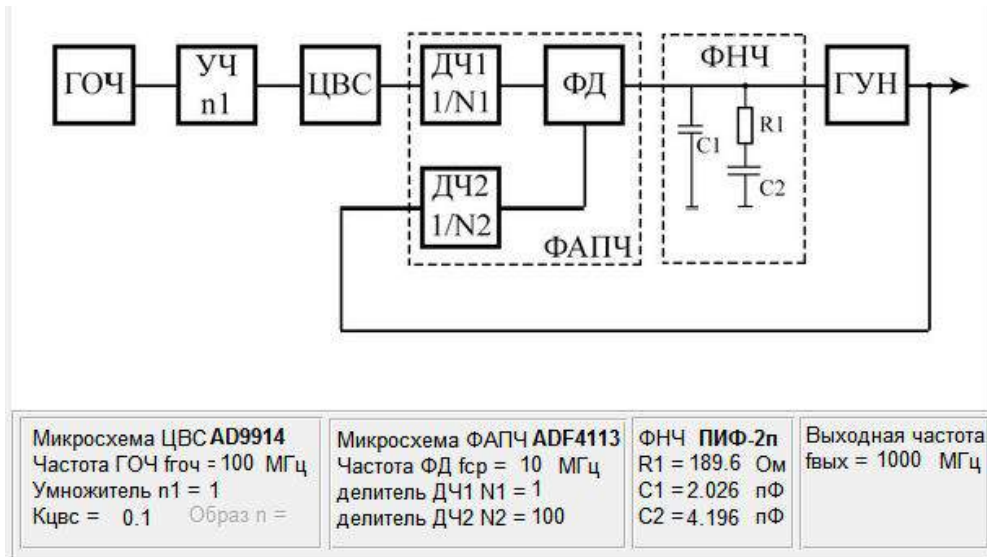 ГОЧ
УЧ
n1
ЦВС
ДЧ1
1/N1
ФД
ФНЧ
C1
R1
C2
ГУН
ДЧ2
1/N2
ФАПЧ
Микросхема ЦВС AD9914
Частота ГОЧ fгоч = 100 МГц
Умножитель n1 = 1
Кцвс = 0.1 Образ n =
Микросхема ФАПЧ ADF4113
Частота ФД fср = 10 МГц
делитель ДЧ1 N1 = 1
делитель ДЧ2 N2 = 100
ФНЧ ПИФ-2п
R1 = 189.6 Ом
C1 = 2.026 пФ
C2 = 4.196 пФ
Выходная частота
fвых = 1000 МГц